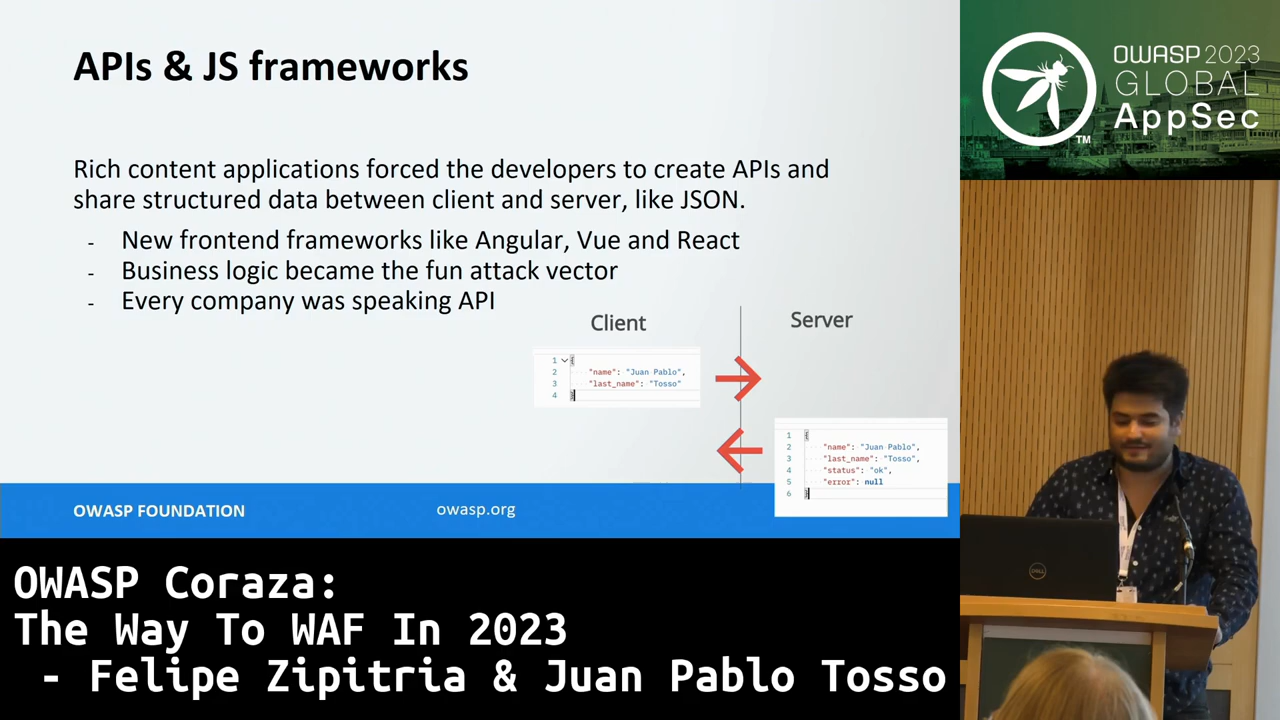 APIs & JS frameworks
Rich content applications forced the developers to create APIs and
share structured data between client and server, like JSON.
- New frontend frameworks like Angular, Vue and React
- Business logic became the fun attack vector
- Every company was speaking API
Client
Server
1 {
2 "name": "Juan Pablo",
3 "last_name": "Tosso"
4 }
1 {
2 "name": "Juan Pablo",
3 "last_name": "Tosso",
4 "status": "ok",
5 "error": null
6 }
OWASP FOUNDATION
owasp.org
OWASP 2023
GLOBAL
AppSec
TM
DELL
OWASP Coraza:
The Way To WAF In 2023
- Felipe Zipitria & Juan Pablo Tosso